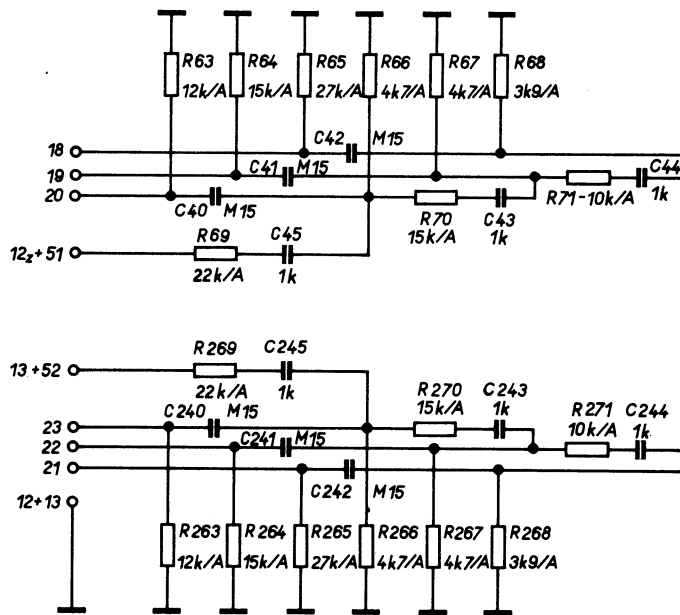 R63 R64 R65 R66 R67 R68
12k/A 15k/A 27k/A 4k7/A 4k7/A 3k9/A
18 C42 M15
19 C41 M15 C44
20 1k
C40 M15 R70 C43 R71-10k/A
R69 C45 15k/A 1k
12z+51
22k/A 1k
R269 C245
13+52
22k/A 1k R270 C243
C240 M15 15k/A 1k R271 C244
23 10k/A 1k
22 C241 M15
21
C242 M15
12+13
R263 R264 R265 R266 R267 R268
12k/A 15k/A 27k/A 4k7/A 4k7/A 3k9/A